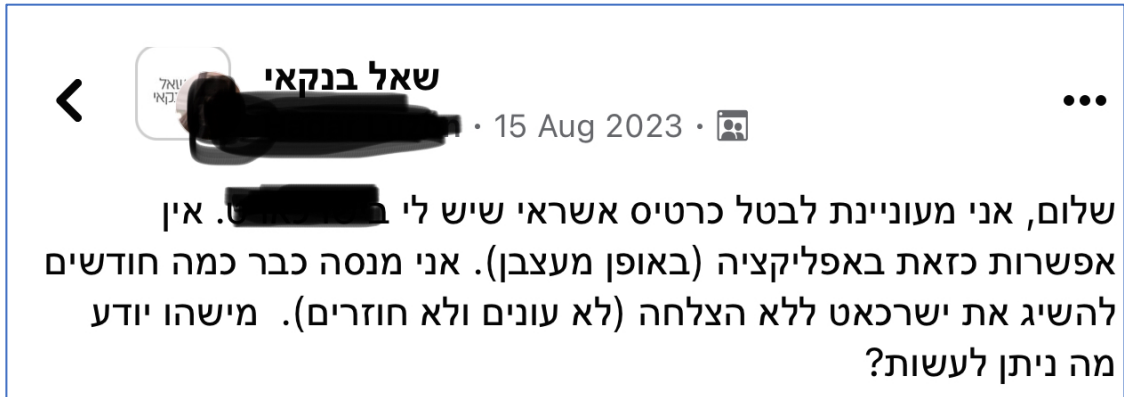 שאל בנקאי
15 Aug 2023
שלום, אני מעוניינת לבטל כרטיס אשראי שיש לי . אין
אפשרות כזאת באפליקציה (באופן מעצבן). אני מנסה כבר כמה חודשים
להשיג את ישרכאט ללא הצלחה (לא עונים ולא חוזרים). מישהו יודע
מה ניתן לעשות?